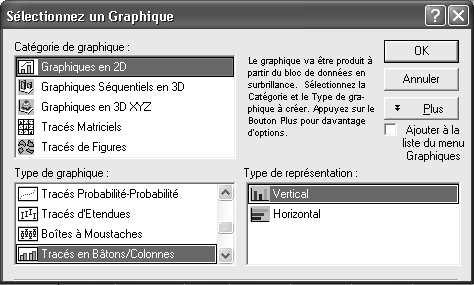 Sélectionnez un Graphique
Catégorie de graphique :
Graphiques en 2D
Graphiques Séquentiels en 3D
Graphiques en 3D XYZ
Tracés Matriciels
Tracés de Figures
Le graphique va être produit à
partir du bloc de données en
surbrillance. Sélectionnez la
Catégorie et le Type de gra-
phique à créer. Appuyez sur le
Bouton Plus pour davantage
d'options.
OK
Annuler
Plus
Ajouter à la
liste du menu
Graphiques
Type de graphique :
Tracés Probabilité-Probabilité
Tracés d'Etendues
Boîtes à Moustaches
Tracés en Bâtons/Colonnes
Type de représentation :
Vertical
Horizontal